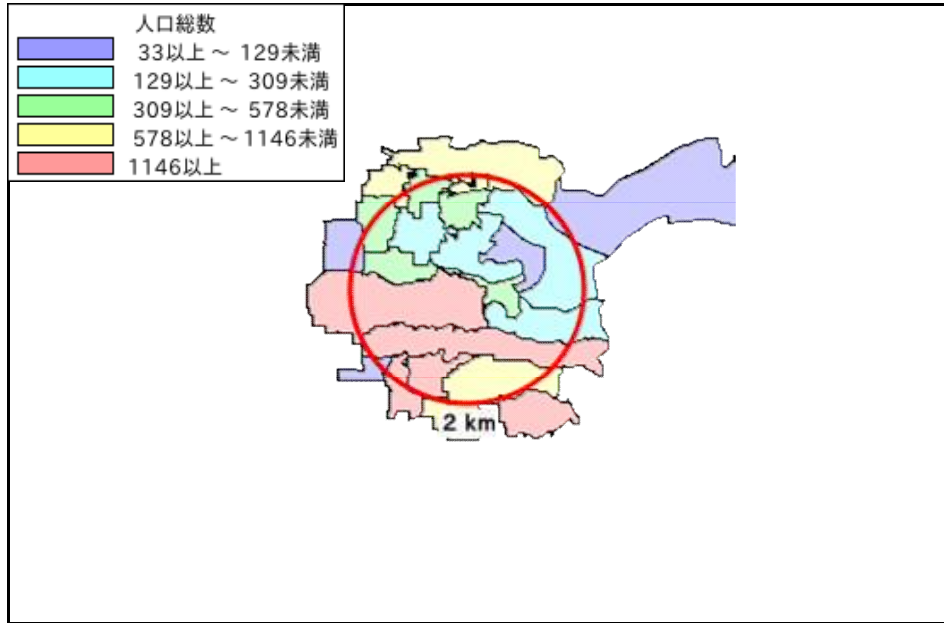 人口総数
33以上 ~ 129未満
129以上 ~ 309未満
309以上 ~ 578未満
578以上 ~ 1146未満
1146以上
2 km